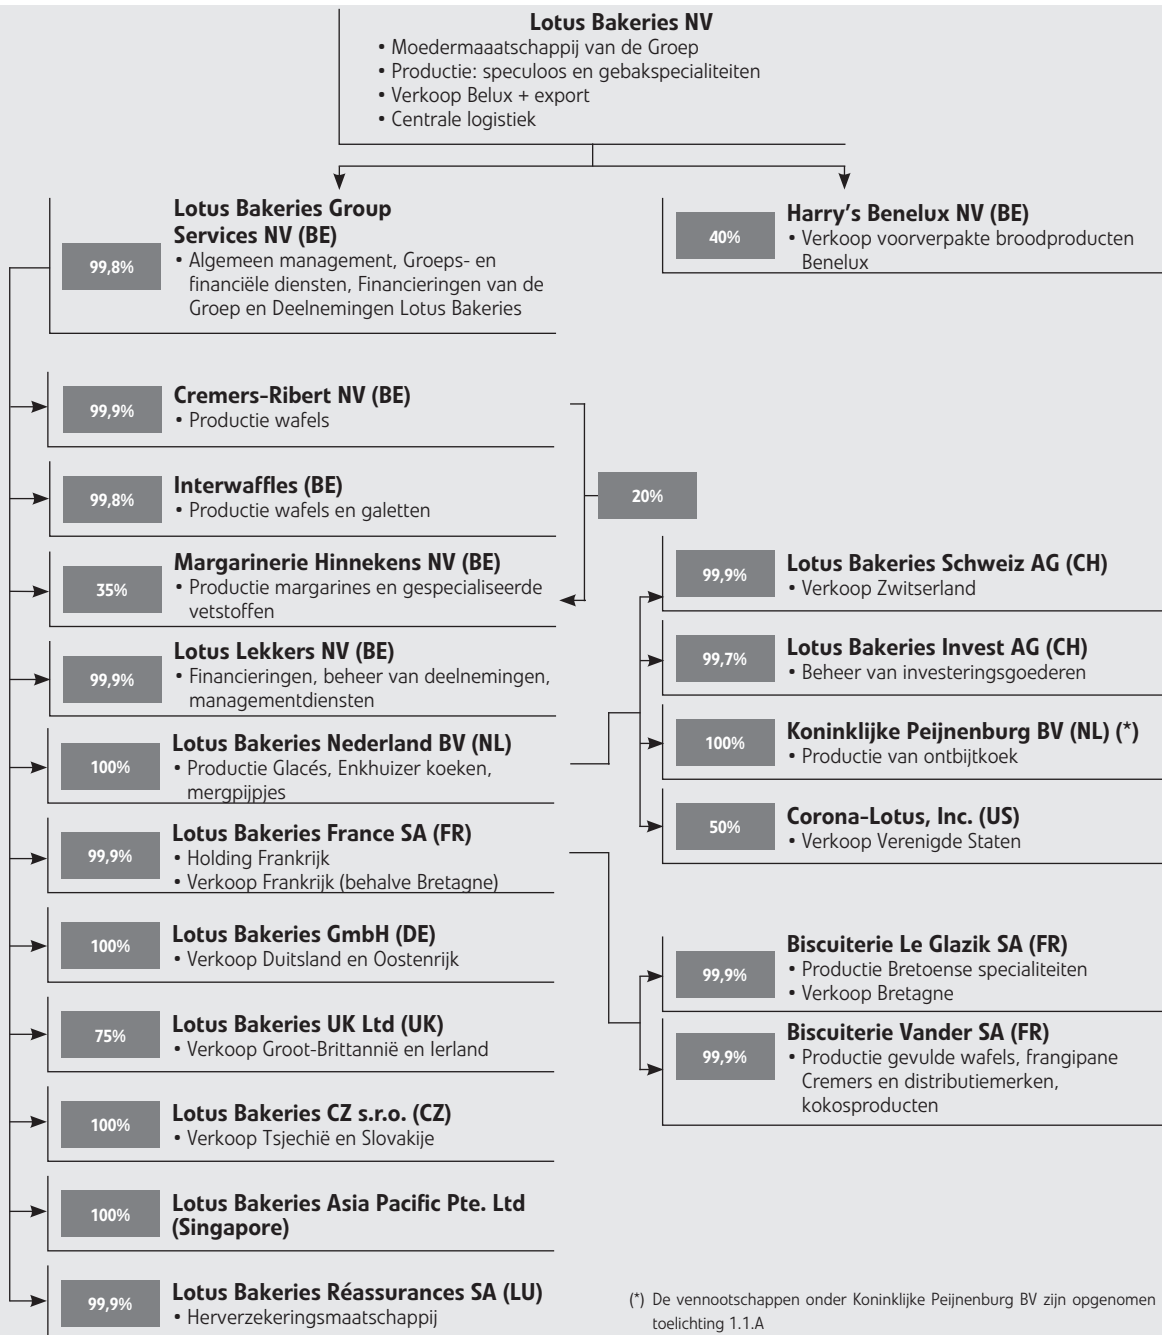 Lotus Bakeries NV
• Moedermaaatschappij van de Groep
• Productie: speculoos en gebakspecialiteiten
• Verkoop Belux + export
• Centrale logistiek
99,8%
Lotus Bakeries Group
Services NV (BE)
• Algemeen management, Groeps- en
financiële diensten, Financieringen van de
Groep en Deelnemingen Lotus Bakeries
40%
Harry's Benelux NV (BE)
• Verkoop voorverpakte broodproducten
Benelux
99,9%
Cremers-Ribert NV (BE)
• Productie wafels
99,8%
Interwaffles (BE)
• Productie wafels en galetten
20%
35%
Margarinerie Hinnekens NV (BE)
• Productie margarines en gespecialiseerde
vetstoffen
99,9%
Lotus Lekkers NV (BE)
• Financieringen, beheer van deelnemingen,
managementdiensten
100%
Lotus Bakeries Nederland BV (NL)
• Productie Glacés, Enkhuizer koeken,
mergpijpjes
99,9%
Lotus Bakeries France SA (FR)
• Holding Frankrijk
• Verkoop Frankrijk (behalve Bretagne)
100%
Lotus Bakeries GmbH (DE)
• Verkoop Duitsland en Oostenrijk
75%
Lotus Bakeries UK Ltd (UK)
• Verkoop Groot-Brittannië en Ierland
100%
Lotus Bakeries CZ s.r.o. (CZ)
• Verkoop Tsjechië en Slovakije
100%
Lotus Bakeries Asia Pacific Pte. Ltd
(Singapore)
99,9%
Lotus Bakeries Réassurances SA (LU)
• Herverzekeringsmaatschappij
99,9%
Lotus Bakeries Schweiz AG (CH)
• Verkoop Zwitserland
99,7%
Lotus Bakeries Invest AG (CH)
• Beheer van investeringsgoederen
100%
Koninklijke Peijnenburg BV (NL) (*)
• Productie van ontbijtkoek
50%
Corona-Lotus, Inc. (US)
• Verkoop Verenigde Staten
99,9%
Biscuiterie Le Glazik SA (FR)
• Productie Bretoense specialiteiten
• Verkoop Bretagne
99,9%
Biscuiterie Vander SA (FR)
• Productie gevulde wafels, frangipane
Cremers en distributiemerken,
kokosproducten
(*) De vennootschappen onder Koninklijke Peijnenburg BV zijn opgenomen
toelichting 1.1.A